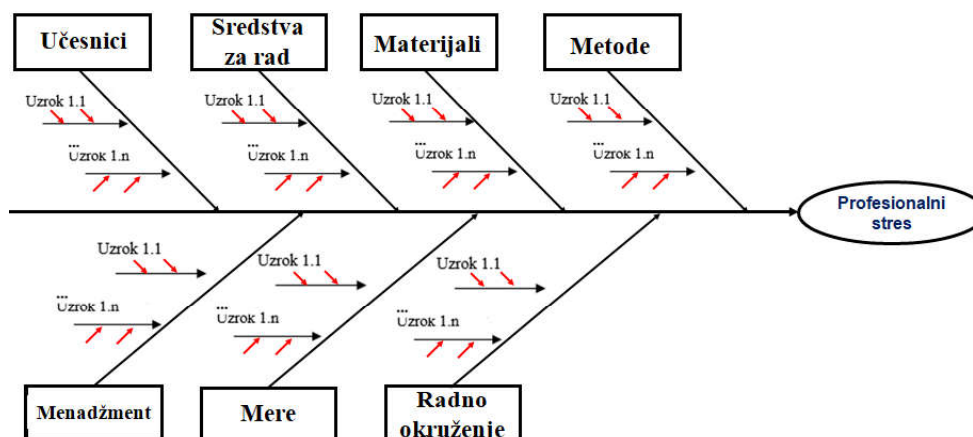 Učesnici
Sredstva
za rad
Materijali
Metode
Uzrok 1.1
...
Uzrok 1.n
Uzrok 1.1
...
Uzrok 1.n
Uzrok 1.1
...
Uzrok 1.n
Uzrok 1.1
...
Uzrok 1.n
Profesionalni
stres
Uzrok 1.1
...
Uzrok 1.n
Uzrok 1.1
...
Uzrok 1.n
Uzrok 1.1
...
Uzrok 1.n
Menadžment
Mere
Radno
okruženje